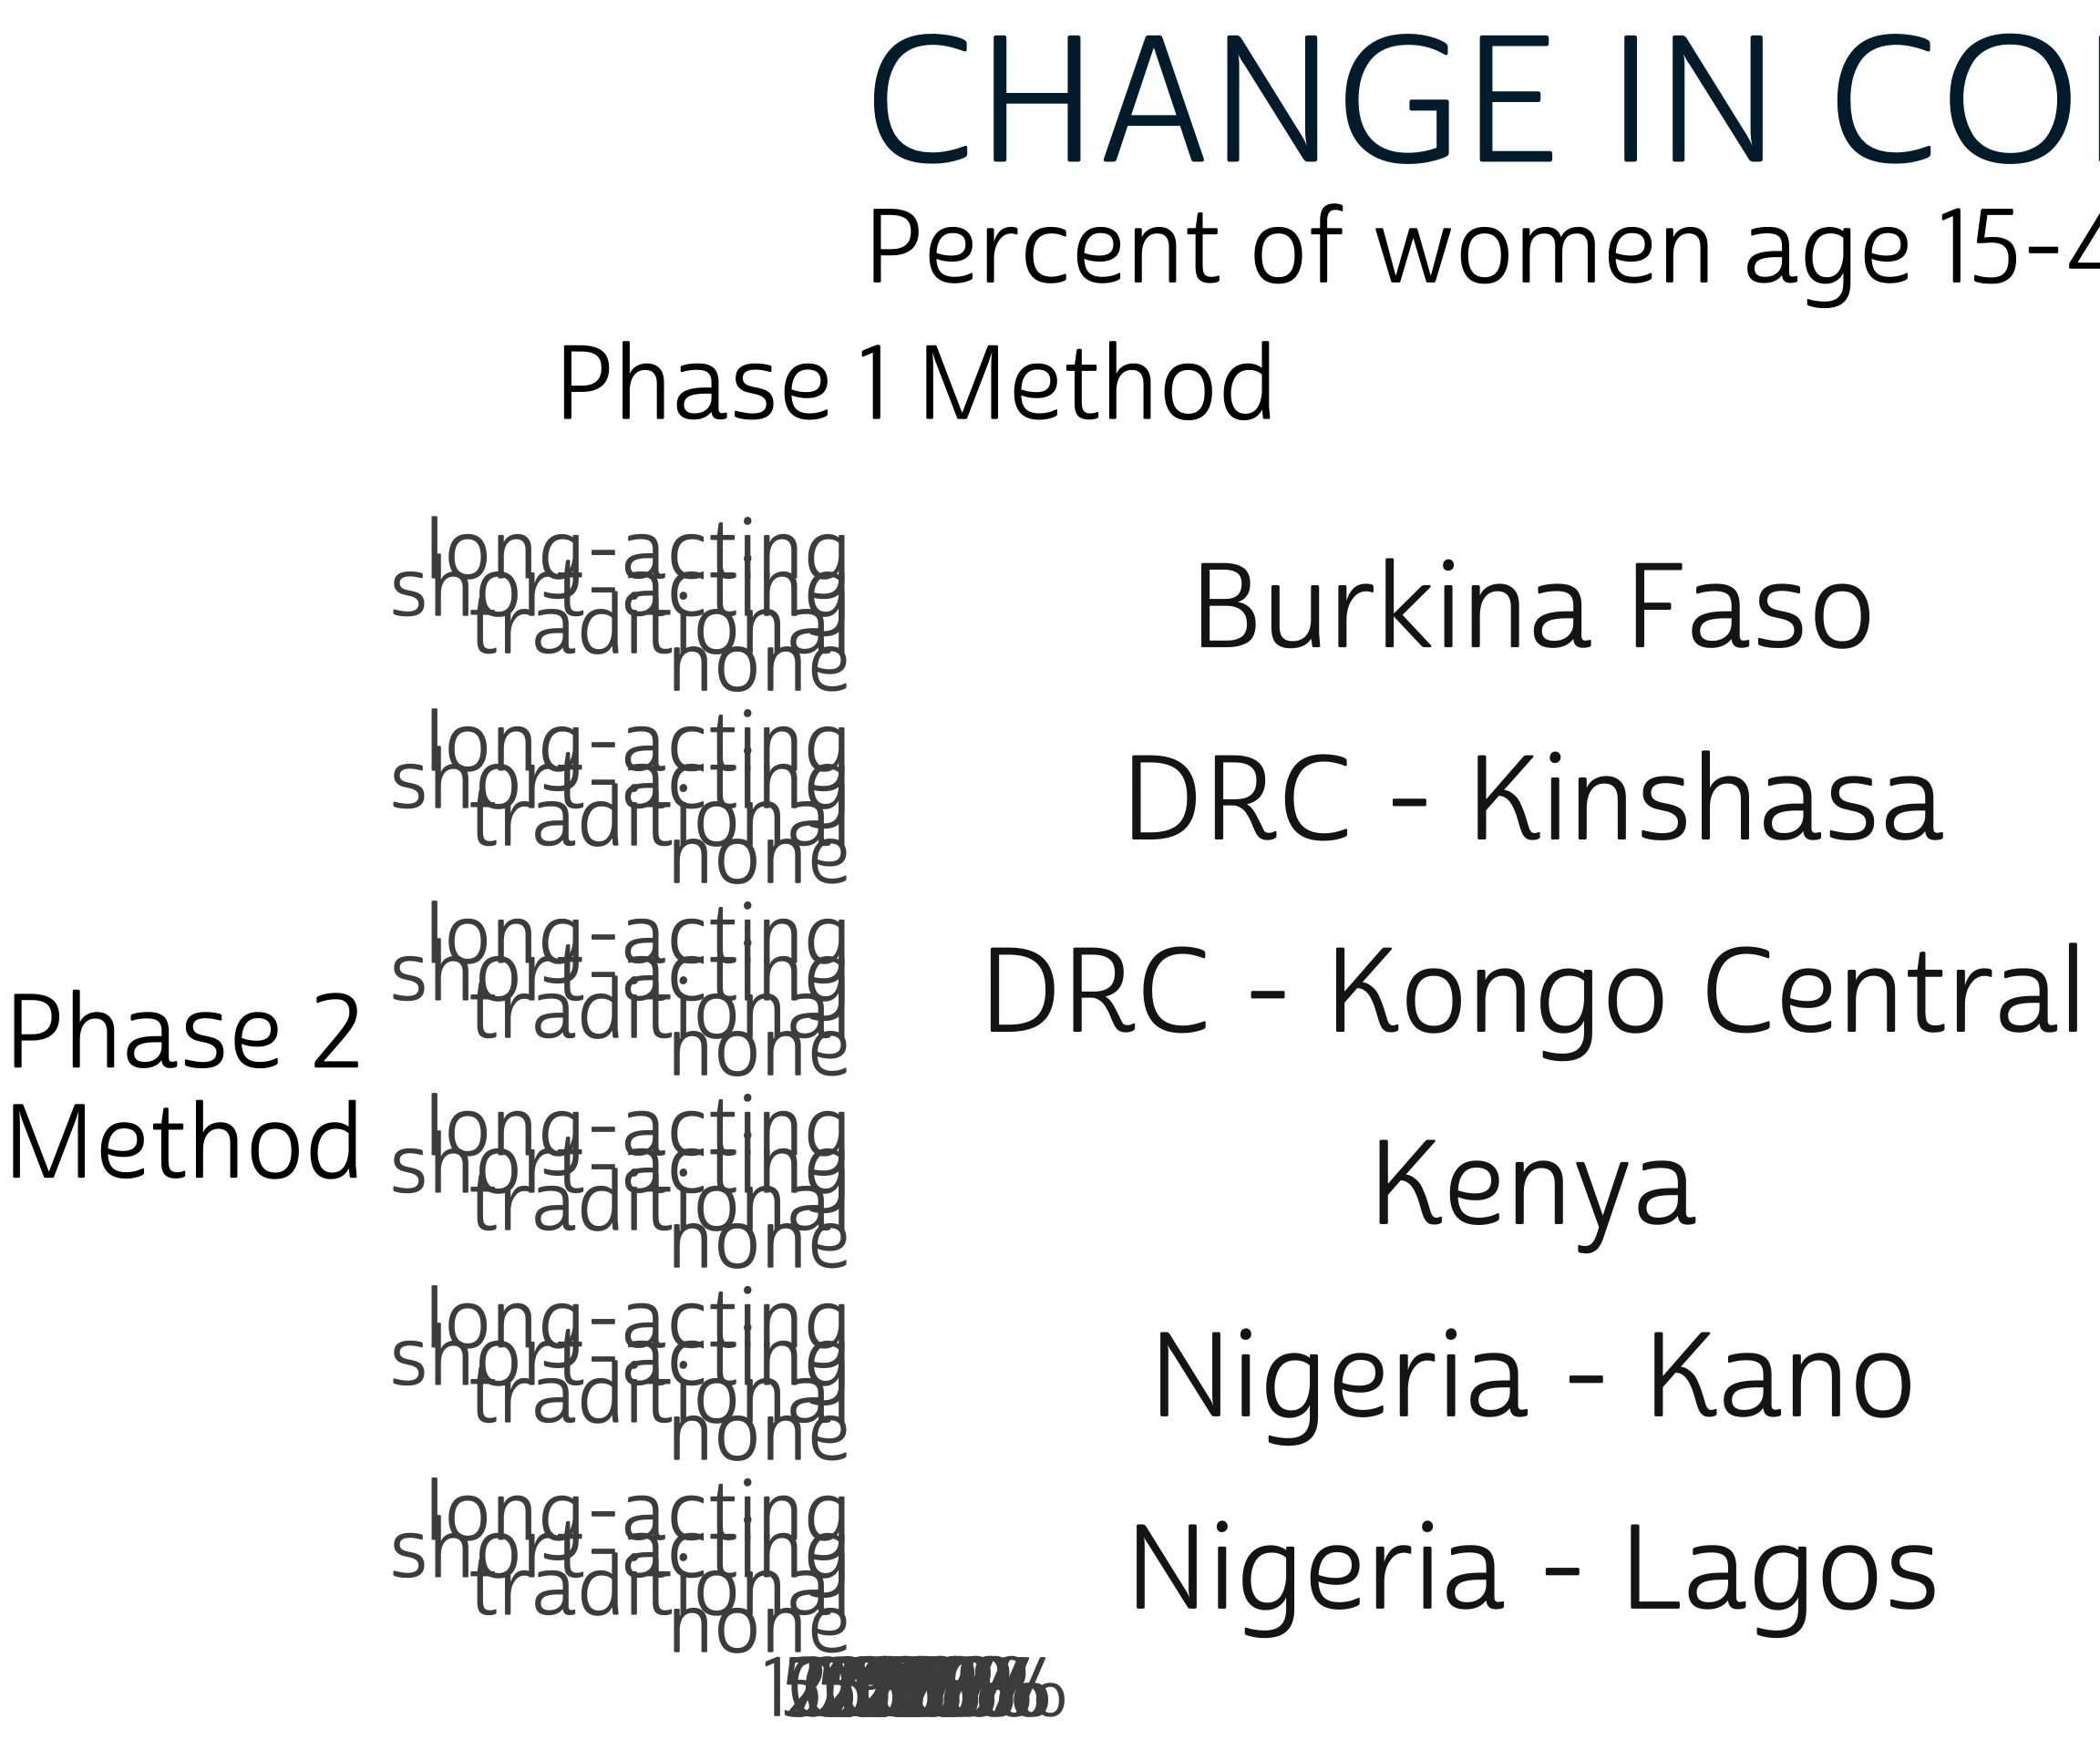 CHANGE IN CO
Percent of women age 15-4
Phase 1 Method
long-acting
short-acting
traditional
none
Burkina Faso
long-acting
short-acting
traditional
none
DRC - Kinshasa
long-acting
short-acting
traditional
none
DRC - Kongo Central
Phase 2
Method
long-acting
short-acting
traditional
none
Kenya
long-acting
short-acting
traditional
none
Nigeria - Kano
long-acting
short-acting
traditional
none
Nigeria - Lagos